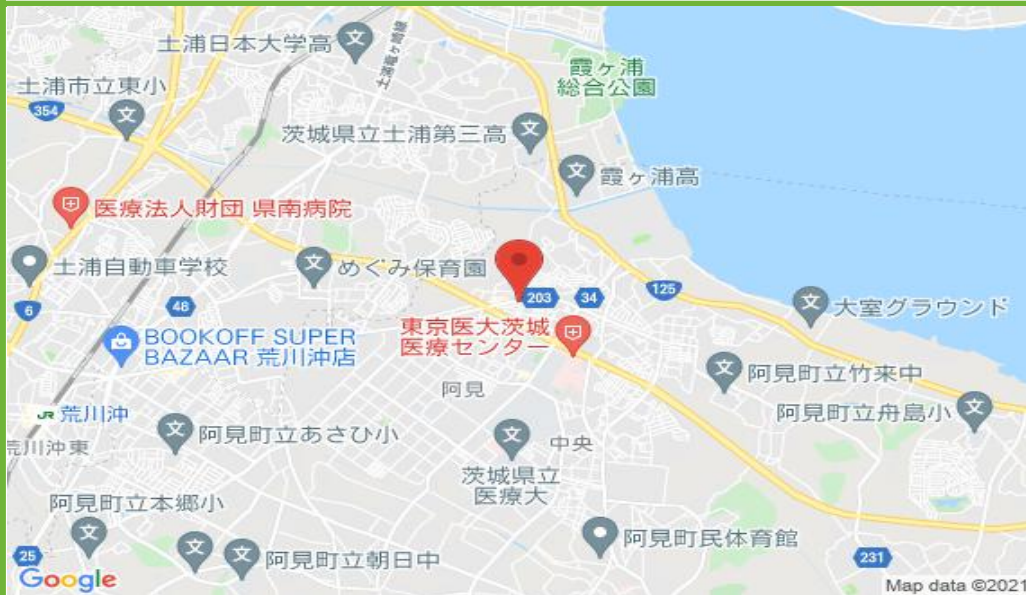 土浦日本大学高
土浦竜ヶ崎線
霞ヶ浦
総合公園
土浦市立東小
354
茨城県立土浦第三高
霞ヶ浦高
医療法人財団 県南病院
土浦自動車学校
めぐみ保育園
6
48
203
34
125
大室グラウンド
BOOKOFF SUPER
BAZAAR 荒川沖店
東京医大茨城
医療センター
阿見
阿見町立竹来中
JR 荒川沖
荒川沖東
阿見町立あさひ小
中央
阿見町立舟島小
茨城県立
医療大
阿見町立本郷小
阿見町民体育館
25
阿見町立朝日中
231
Google
Map data ©2021